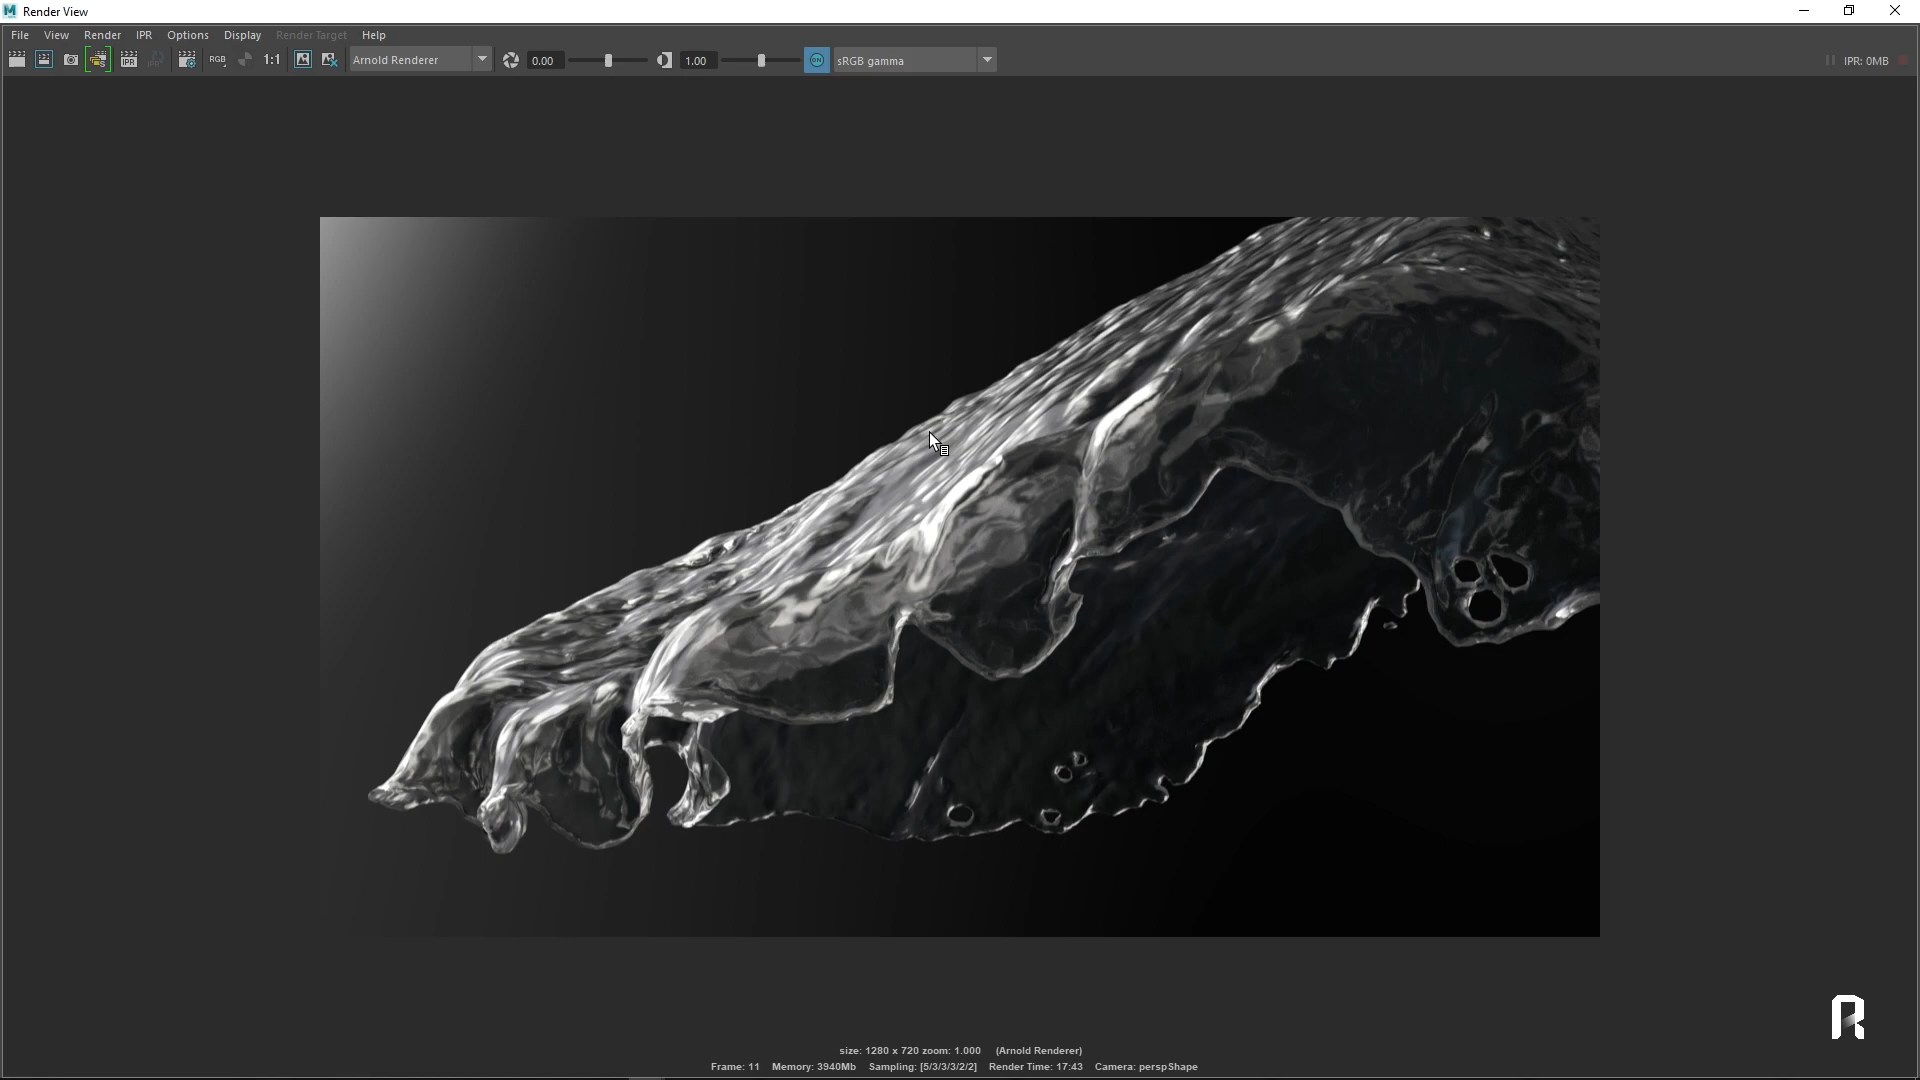 Render View
File View Render IPR Options Display Render Target Help
IPR RGB 1:1 Arnold Renderer 0.00 1.00 ON sRGB gamma IPR: 0MB
size: 1280 x 720 zoom: 1.000 (Arnold Renderer)
Frame: 11 Memory: 3940Mb Sampling: [5/3/3/3/2/2] Render Time: 17:43 Camera: perspShape